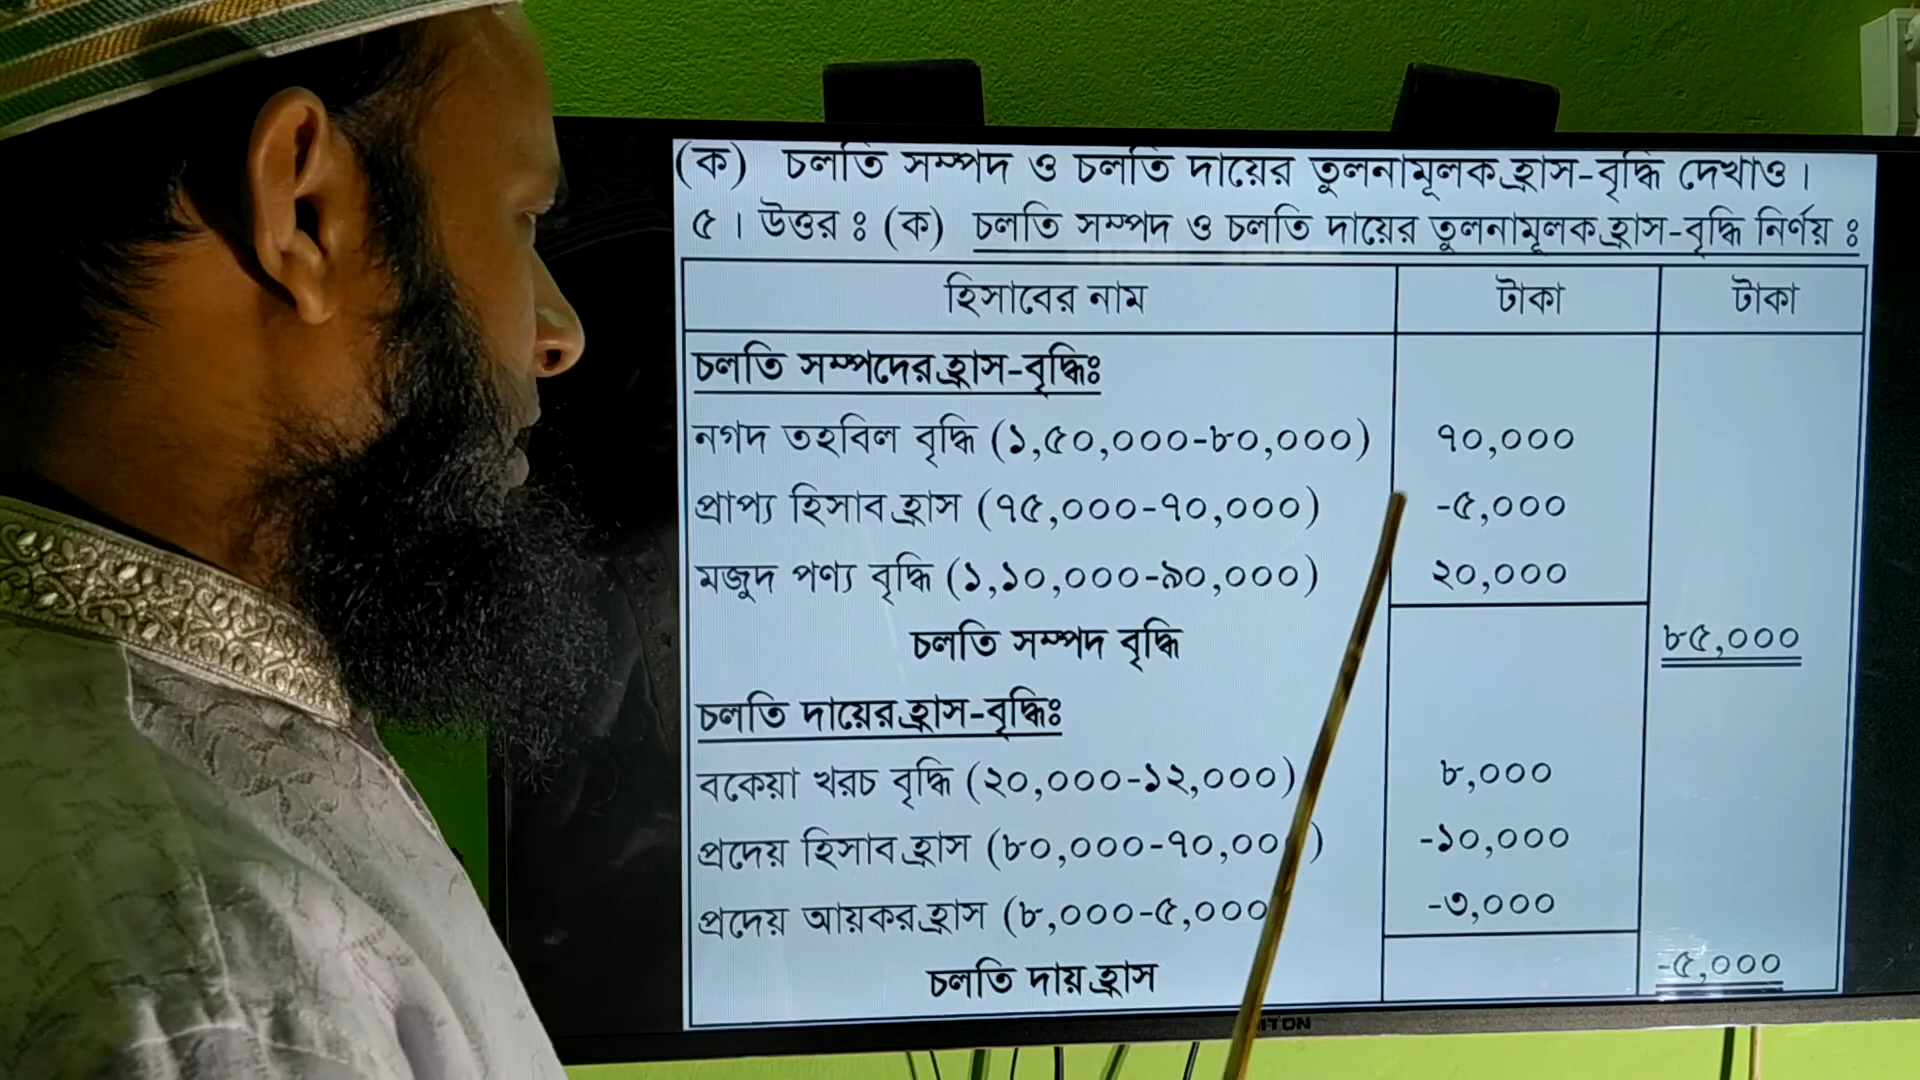 (ক) চলতি সম্পদ ও চলতি দায়ের তুলনামূলক হ্রাস-বৃদ্ধি দেখাও।
৫। উত্তর ঃ (ক) চলতি সম্পদ ও চলতি দায়ের তুলনামূলক হ্রাস-বৃদ্ধি নির্ণয় ঃ
হিসাবের নাম টাকা টাকা
চলতি সম্পদের হ্রাস-বৃদ্ধিঃ
নগদ তহবিল বৃদ্ধি (১,৫০,০০০-৮০,০০০) ৭০,০০০
প্রাপ্য হিসাব হ্রাস (৭৫,০০০-৭০,০০০) -৫,০০০
মজুদ পণ্য বৃদ্ধি (১,১০,০০০-৯০,০০০) ২০,০০০
চলতি সম্পদ বৃদ্ধি ৮৫,০০০
চলতি দায়ের হ্রাস-বৃদ্ধিঃ
বকেয়া খরচ বৃদ্ধি (২০,০০০-১২,০০০) ৮,০০০
প্রদেয় হিসাব হ্রাস (৮০,০০০-৭০,০০ ) -১০,০০০
প্রদেয় আয়কর হ্রাস (৮,০০০-৫,০০০ -৩,০০০
চলতি দায় হ্রাস -৫,০০০